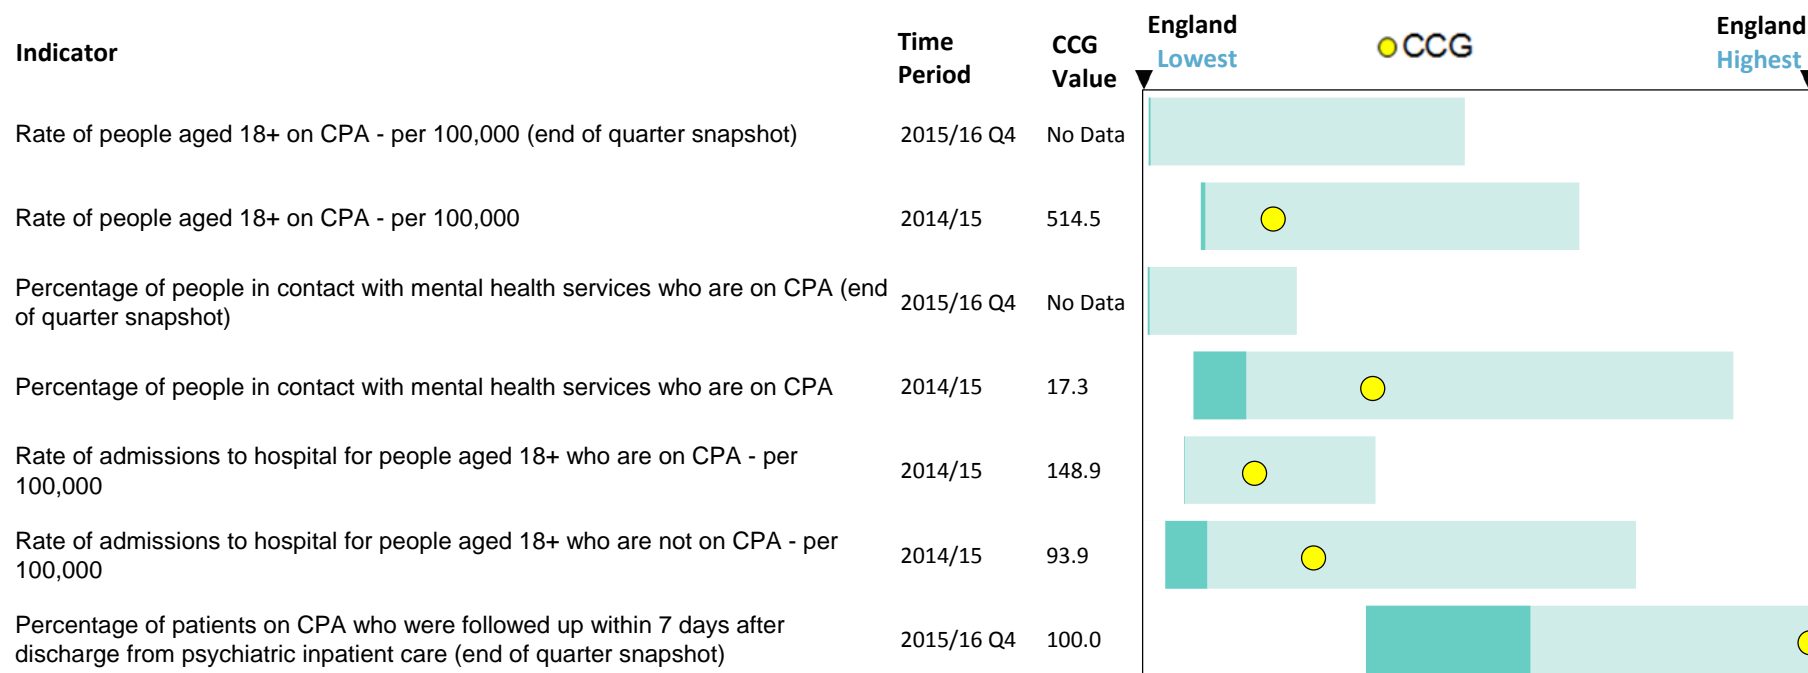 Indicator
Time Period
CCG Value
England Lowest
CCG
England Highest
Rate of people aged 18+ on CPA - per 100,000 (end of quarter snapshot) 2015/16 Q4 No Data
Rate of people aged 18+ on CPA - per 100,000 2014/15 514.5
Percentage of people in contact with mental health services who are on CPA (end
of quarter snapshot) 2015/16 Q4 No Data
Percentage of people in contact with mental health services who are on CPA 2014/15 17.3
Rate of admissions to hospital for people aged 18+ who are on CPA - per
100,000 2014/15 148.9
Rate of admissions to hospital for people aged 18+ who are not on CPA - per
100,000 2014/15 93.9
Percentage of patients on CPA who were followed up within 7 days after
discharge from psychiatric inpatient care (end of quarter snapshot) 2015/16 Q4 100.0